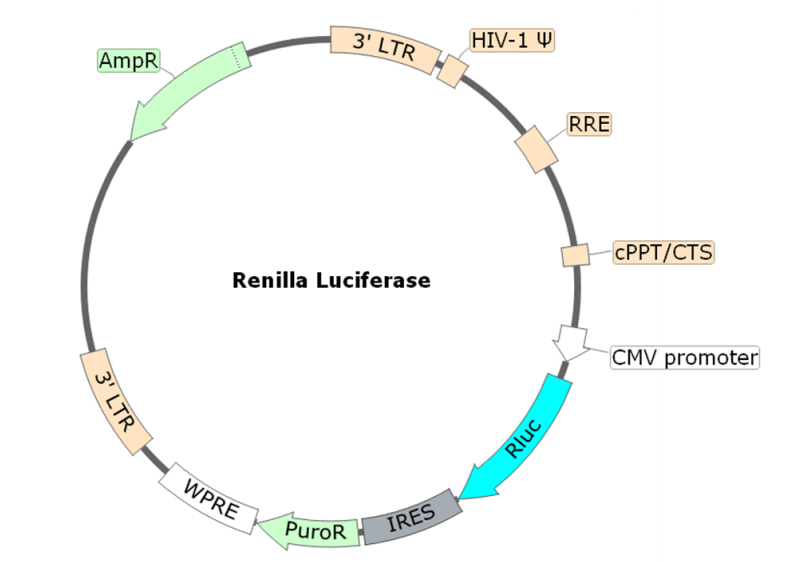 3' LTR
HIV-1 Ψ
AmpR
RRE
cPPT/CTS
Renilla Luciferase
CMV promoter
3' LTR
Rluc
WPRE
IRES
PuroR